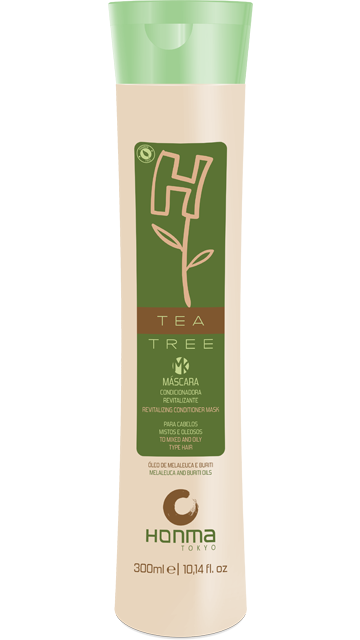 H
TEA
TREE
MK
MÁSCARA
CONDICIONADORA
REVITALIZANTE
REVITALIZING CONDITIONER MASK
PARA CABELOS
MISTOS E OLEOSOS
TO MIXED AND OILY
TYPE HAIR.
ÓLEO DE MELALEUCA E BURITI
MELALEUCA AND BURITI OILS
HONMA
TOKYO
300ml ℮ | 10,14 fl. oz